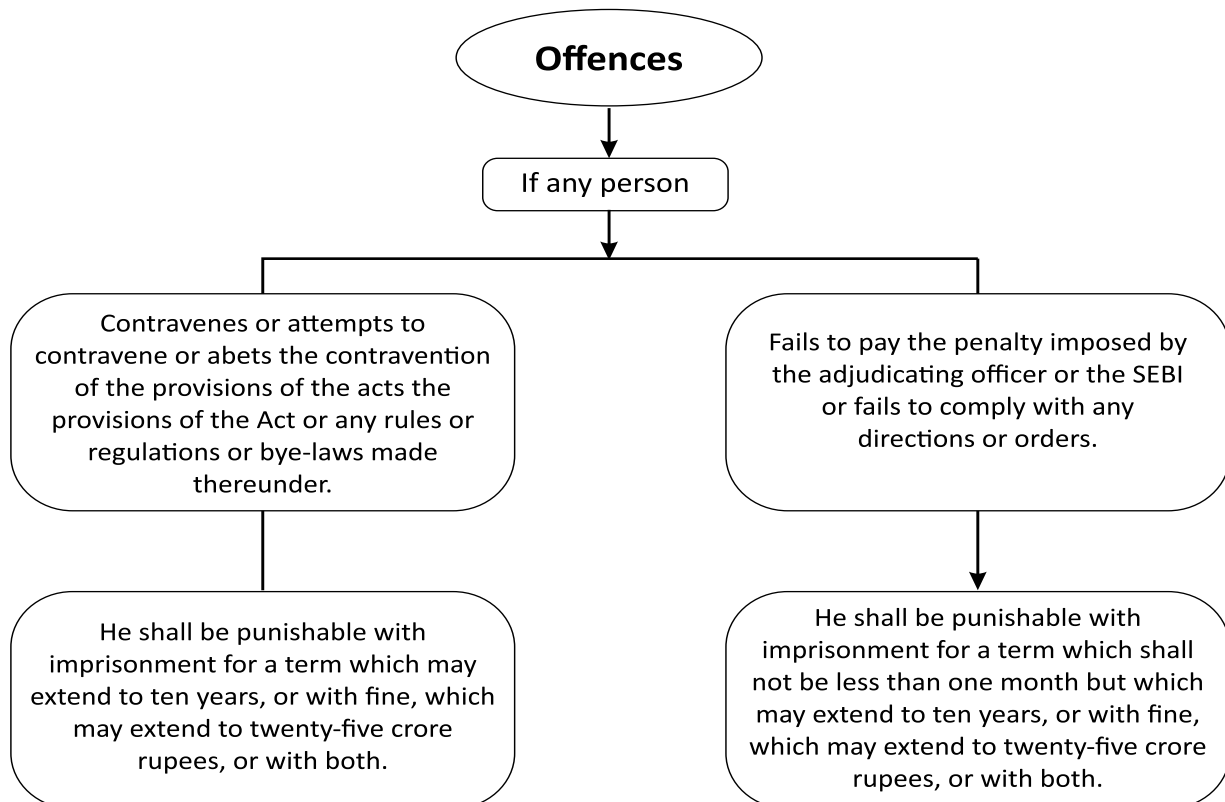 Offences
If any person
Contravenes or attempts to
contravene or abets the contravention
of the provisions of the acts the
provisions of the Act or any rules or
regulations or bye-laws made
thereunder.
Fails to pay the penalty imposed by
the adjudicating officer or the SEBI
or fails to comply with any
directions or orders.
He shall be punishable with
imprisonment for a term which may
extend to ten years, or with fine, which
may extend to twenty-five crore
rupees, or with both.
He shall be punishable with
imprisonment for a term which shall
not be less than one month but which
may extend to ten years, or with fine,
which may extend to twenty-five crore
rupees, or with both.